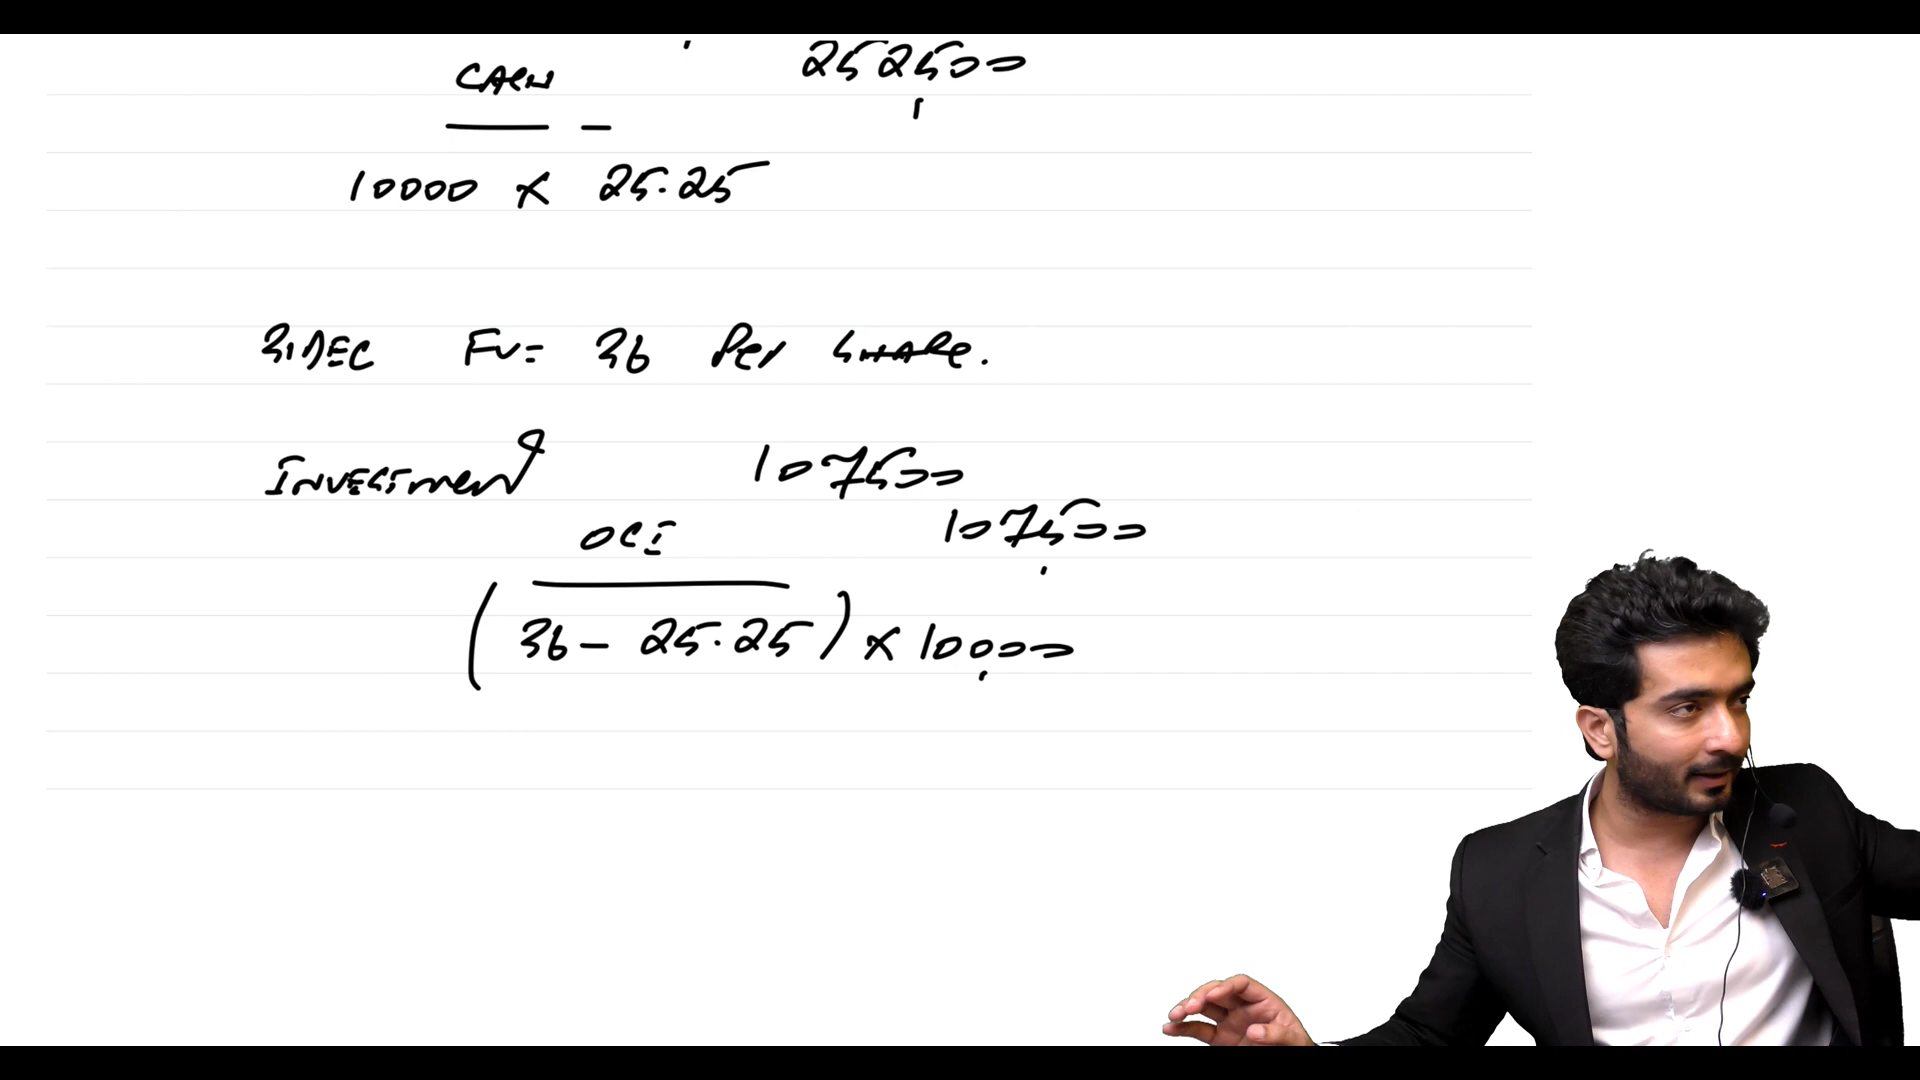 252500
CASH
10000 x 25.25
31 DEC FV= 36 Per SHARe.
INVESTmenT 107500
OCI 107500
(36 - 25.25) x 10000